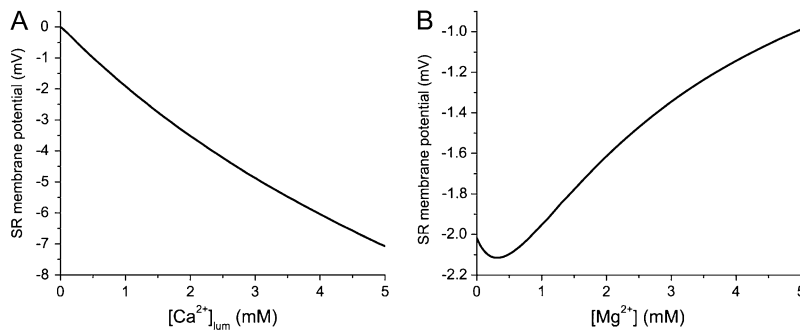 A
SR membrane potential (mV)
0
-1
-2
-3
-4
-5
-6
-7
-8
0 1 2 3 4 5
[Ca²⁺]lum (mM)
B
SR membrane potential (mV)
-1.0
-1.2
-1.4
-1.6
-1.8
-2.0
-2.2
0 1 2 3 4 5
[Mg²⁺] (mM)